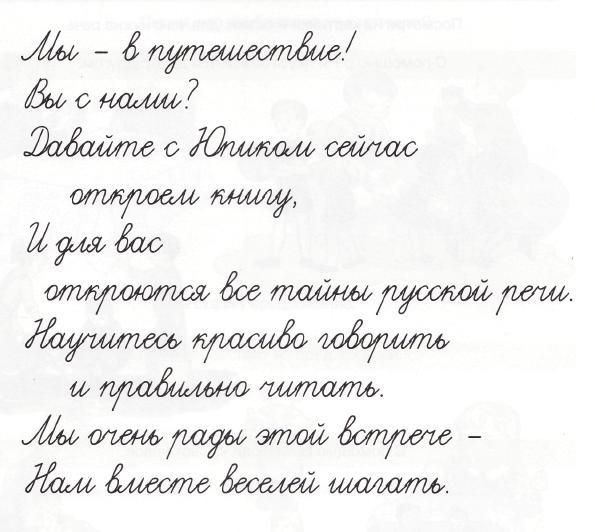 Мы – в путешествие!
Вы с нами?
Давайте с Юпиком сейчас
откроем книгу,
И для вас
откроются все тайны русской речи.
Научитесь красиво говорить
и правильно читать.
Мы очень рады этой встрече –
Нам вместе веселей шагать.